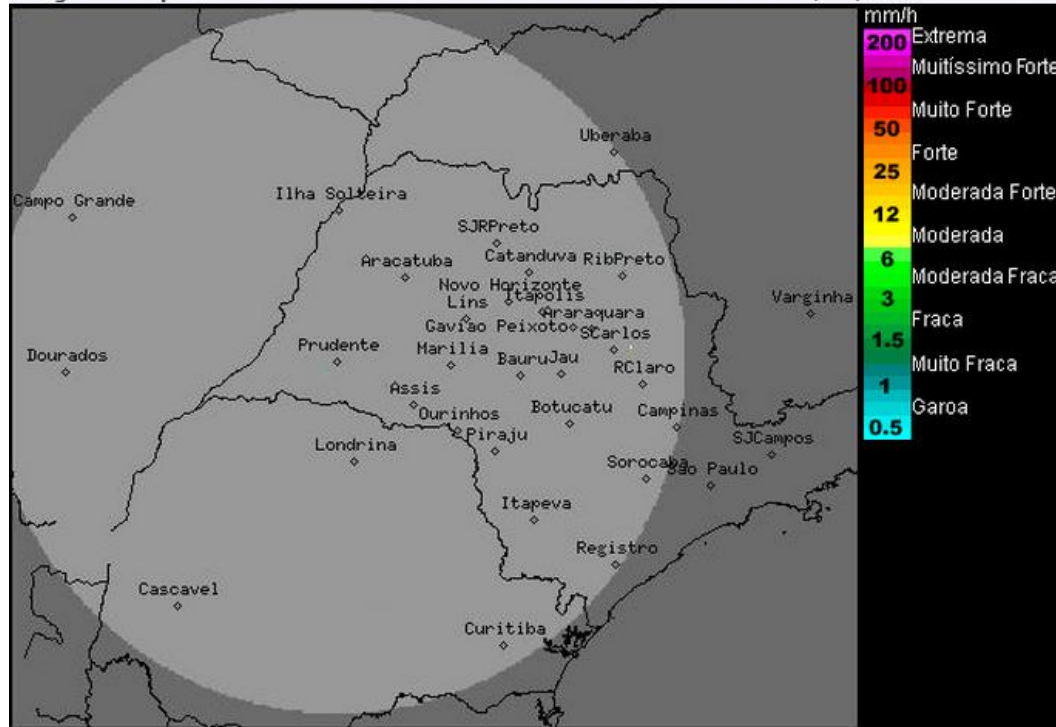 mm/h
200 Extrema
Muitíssimo Forte
100
Muito Forte
50
Forte
25
Moderada Forte
12
Moderada
6
Moderada Fraca
3
Fraca
1.5
Muito Fraca
1
Garoa
0.5
Uberaba
Campo Grande
Ilha Solteira
SJRPreto
Aracatuba
Catanduva
RibPreto
Novo Horizonte
Lins
Itapolis
Varginha
Araraquara
Gaviao Peixoto
SCarlos
Dourados
Prudente
Marilia
Bauru
Jau
RClaro
Assis
Ourinhos
Botucatu
Campinas
Piraju
Londrina
SJCampos
Sorocaba
Sao Paulo
Itapeva
Registro
Cascavel
Curitiba